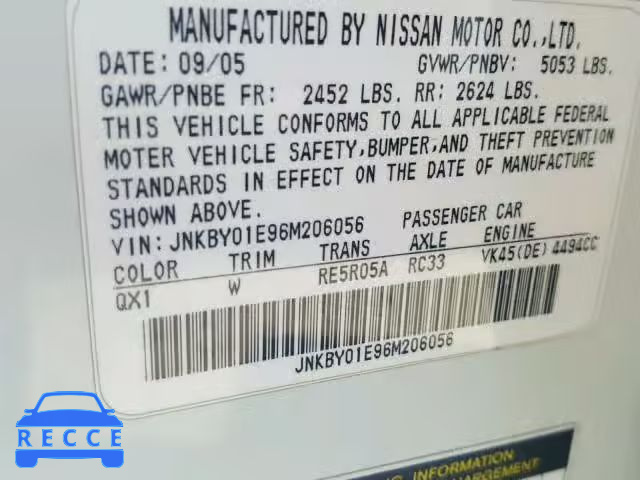 MANUFACTURED BY NISSAN MOTOR CO.,LTD.
DATE: 09/05 GVWR/PNBV: 5053 LBS.
GAWR/PNBE FR: 2452 LBS. RR: 2624 LBS.
THIS VEHICLE CONFORMS TO ALL APPLICABLE FEDERAL
MOTER VEHICLE SAFETY,BUMPER,AND THEFT PREVENTION
STANDARDS IN EFFECT ON THE DATE OF MANUFACTURE
SHOWN ABOVE.
VIN:JNKBY01E96M206056 PASSENGER CAR
COLOR TRIM TRANS AXLE ENGINE
QX1 W RE5R05A RC33 VK45(DE) 4494CC
JNKBY01E96M206056
RECCE
INFORMATION